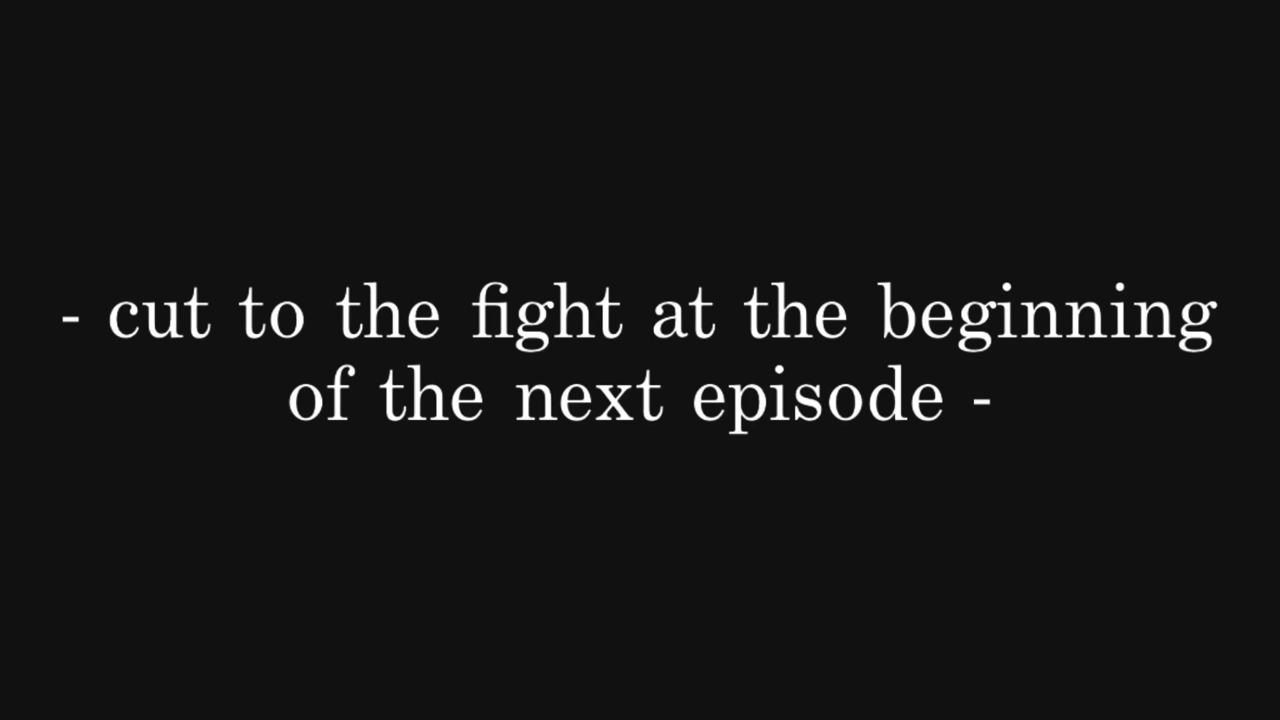 - cut to the fight at the beginning
of the next episode -